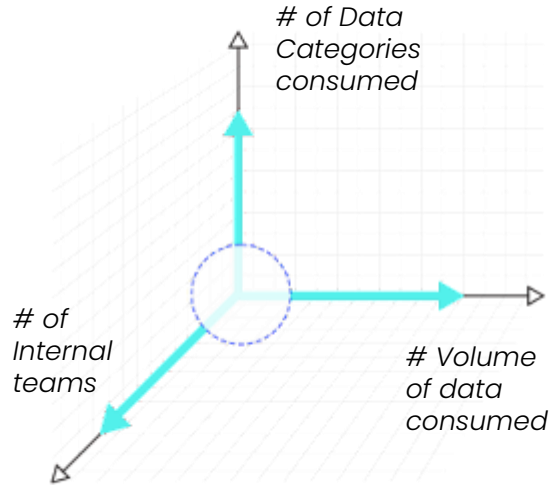 # of Data
Categories
consumed
# of
Internal
teams
# Volume
of data
consumed